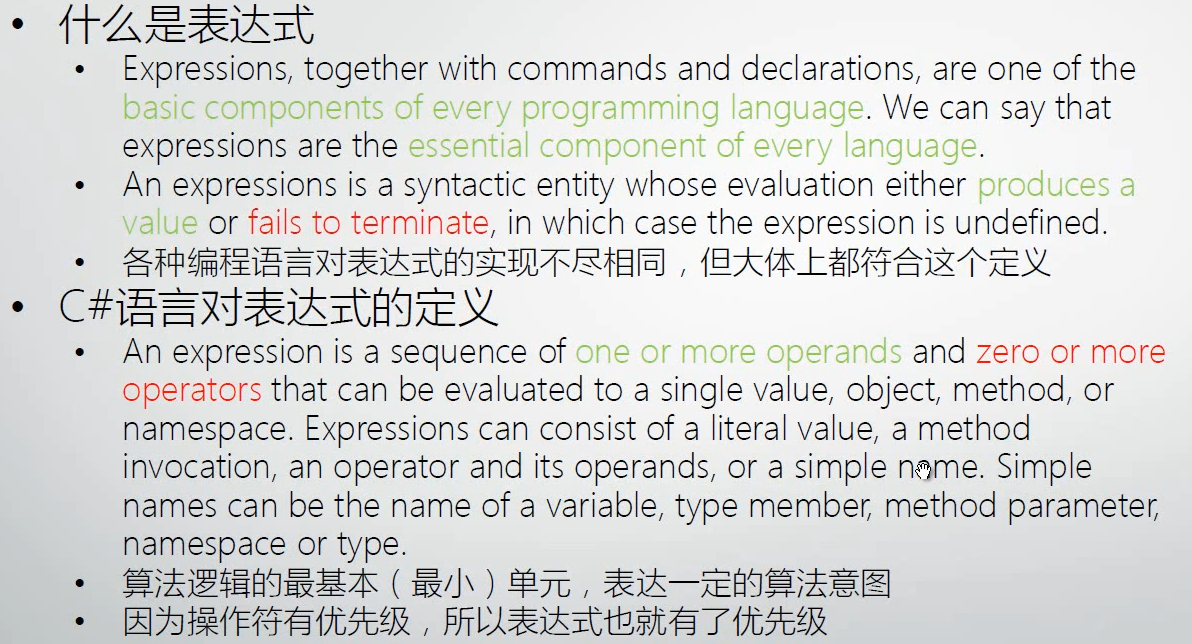 • 什么是表达式
• Expressions, together with commands and declarations, are one of the
basic components of every programming language. We can say that
expressions are the essential component of every language.
• An expressions is a syntactic entity whose evaluation either produces a
value or fails to terminate, in which case the expression is undefined.
• 各种编程语言对表达式的实现不尽相同，但大体上都符合这个定义
• C#语言对表达式的定义
• An expression is a sequence of one or more operands and zero or more
operators that can be evaluated to a single value, object, method, or
namespace. Expressions can consist of a literal value, a method
invocation, an operator and its operands, or a simple name. Simple
names can be the name of a variable, type member, method parameter,
namespace or type.
• 算法逻辑的最基本（最小）单元，表达一定的算法意图
• 因为操作符有优先级，所以表达式也就有了优先级